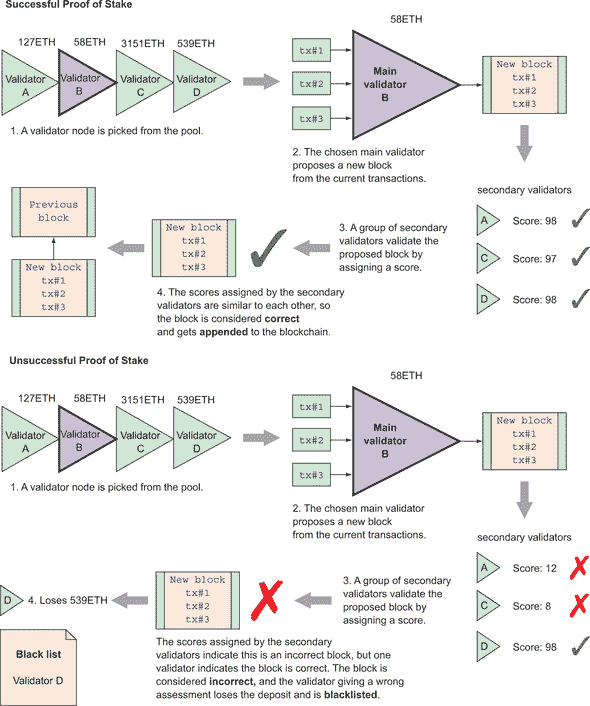 Successful Proof of Stake
127ETH 58ETH 3151ETH 539ETH
Validator A
Validator B
Validator C
Validator D
1. A validator node is picked from the pool.
58ETH
tx#1
tx#2
tx#3
Main
validator
B
2. The chosen main validator
proposes a new block
from the current transactions.
New block
tx#1
tx#2
tx#3
secondary validators
A Score: 98
C Score: 97
D Score: 98
3. A group of secondary
validators validate the
proposed block by
assigning a score.
New block
tx#1
tx#2
tx#3
4. The scores assigned by the secondary
validators are similar to each other, so
the block is considered correct
and gets appended to the blockchain.
Previous
block
New block
tx#1
tx#2
tx#3
Unsuccessful Proof of Stake
127ETH 58ETH 3151ETH 539ETH
Validator A
Validator B
Validator C
Validator D
1. A validator node is picked from the pool.
58ETH
tx#1
tx#2
tx#3
Main
validator
B
2. The chosen main validator
proposes a new block
from the current transactions.
New block
tx#1
tx#2
tx#3
secondary validators
A Score: 12
C Score: 8
D Score: 98
3. A group of secondary
validators validate the
proposed block by
assigning a score.
New block
tx#1
tx#2
tx#3
The scores assigned by the secondary
validators indicate this is an incorrect block, but one
validator indicates the block is correct. The block is
considered incorrect, and the validator giving a wrong
assessment loses the deposit and is blacklisted.
D 4. Loses 539ETH
Black list
Validator D